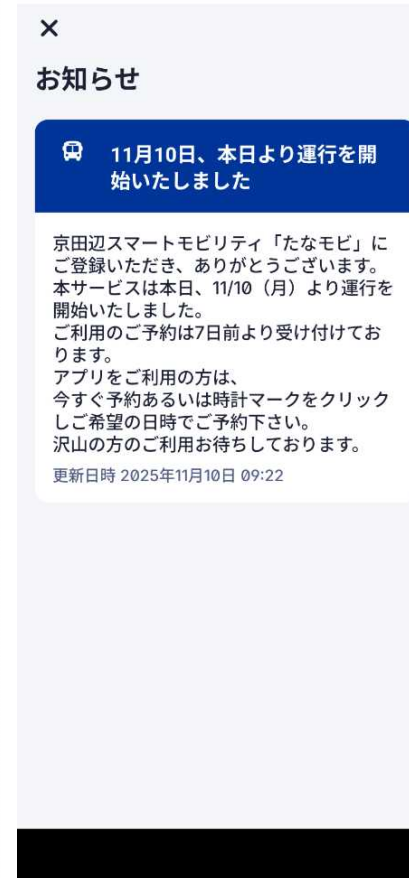 お知らせ
11月10日、本日より運行を開
始いたしました
京田辺スマートモビリティ「たなモビ」に
ご登録いただき、ありがとうございます。
本サービスは本日、11/10（月）より運行を
開始いたしました。
ご利用のご予約は7日前より受け付けてお
ります。
アプリをご利用の方は、
今すぐ予約あるいは時計マークをクリック
しご希望の日時でご予約下さい。
沢山の方のご利用お待ちしております。
更新日時 2025年11月10日 09:22